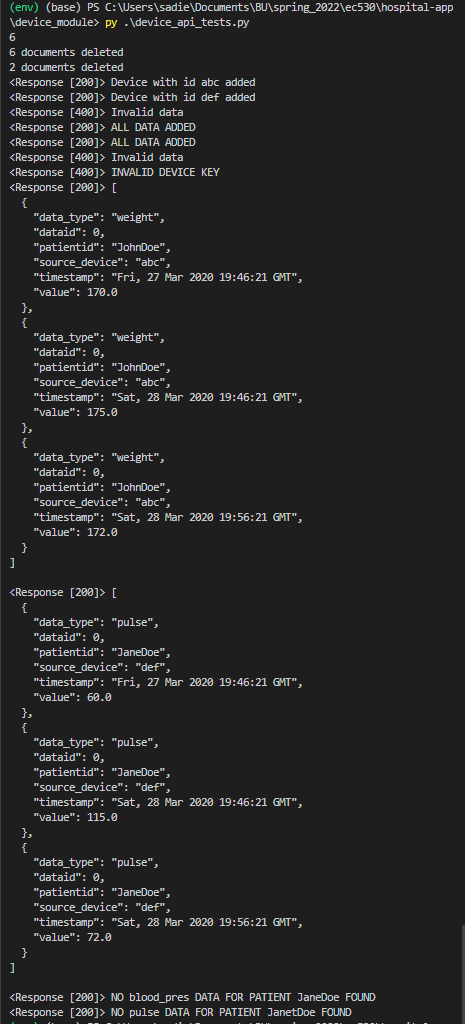 (env) (base) PS C:\Users\sadie\Documents\BU\spring_2022\ec530\hospital-app
\device_module> py .\device_api_tests.py
6
6 documents deleted
2 documents deleted
<Response [200]> Device with id abc added
<Response [200]> Device with id def added
<Response [400]> Invalid data
<Response [200]> ALL DATA ADDED
<Response [200]> ALL DATA ADDED
<Response [400]> Invalid data
<Response [400]> INVALID DEVICE KEY
<Response [200]> [
  {
    "data_type": "weight",
    "dataid": 0,
    "patientid": "JohnDoe",
    "source_device": "abc",
    "timestamp": "Fri, 27 Mar 2020 19:46:21 GMT",
    "value": 170.0
  },
  {
    "data_type": "weight",
    "dataid": 0,
    "patientid": "JohnDoe",
    "source_device": "abc",
    "timestamp": "Sat, 28 Mar 2020 19:46:21 GMT",
    "value": 175.0
  },
  {
    "data_type": "weight",
    "dataid": 0,
    "patientid": "JohnDoe",
    "source_device": "abc",
    "timestamp": "Sat, 28 Mar 2020 19:56:21 GMT",
    "value": 172.0
  }
]

<Response [200]> [
  {
    "data_type": "pulse",
    "dataid": 0,
    "patientid": "JaneDoe",
    "source_device": "def",
    "timestamp": "Fri, 27 Mar 2020 19:46:21 GMT",
    "value": 60.0
  },
  {
    "data_type": "pulse",
    "dataid": 0,
    "patientid": "JaneDoe",
    "source_device": "def",
    "timestamp": "Sat, 28 Mar 2020 19:46:21 GMT",
    "value": 115.0
  },
  {
    "data_type": "pulse",
    "dataid": 0,
    "patientid": "JaneDoe",
    "source_device": "def",
    "timestamp": "Sat, 28 Mar 2020 19:56:21 GMT",
    "value": 72.0
  }
]

<Response [200]> NO blood_pres DATA FOR PATIENT JaneDoe FOUND
<Response [200]> NO pulse DATA FOR PATIENT JanetDoe FOUND